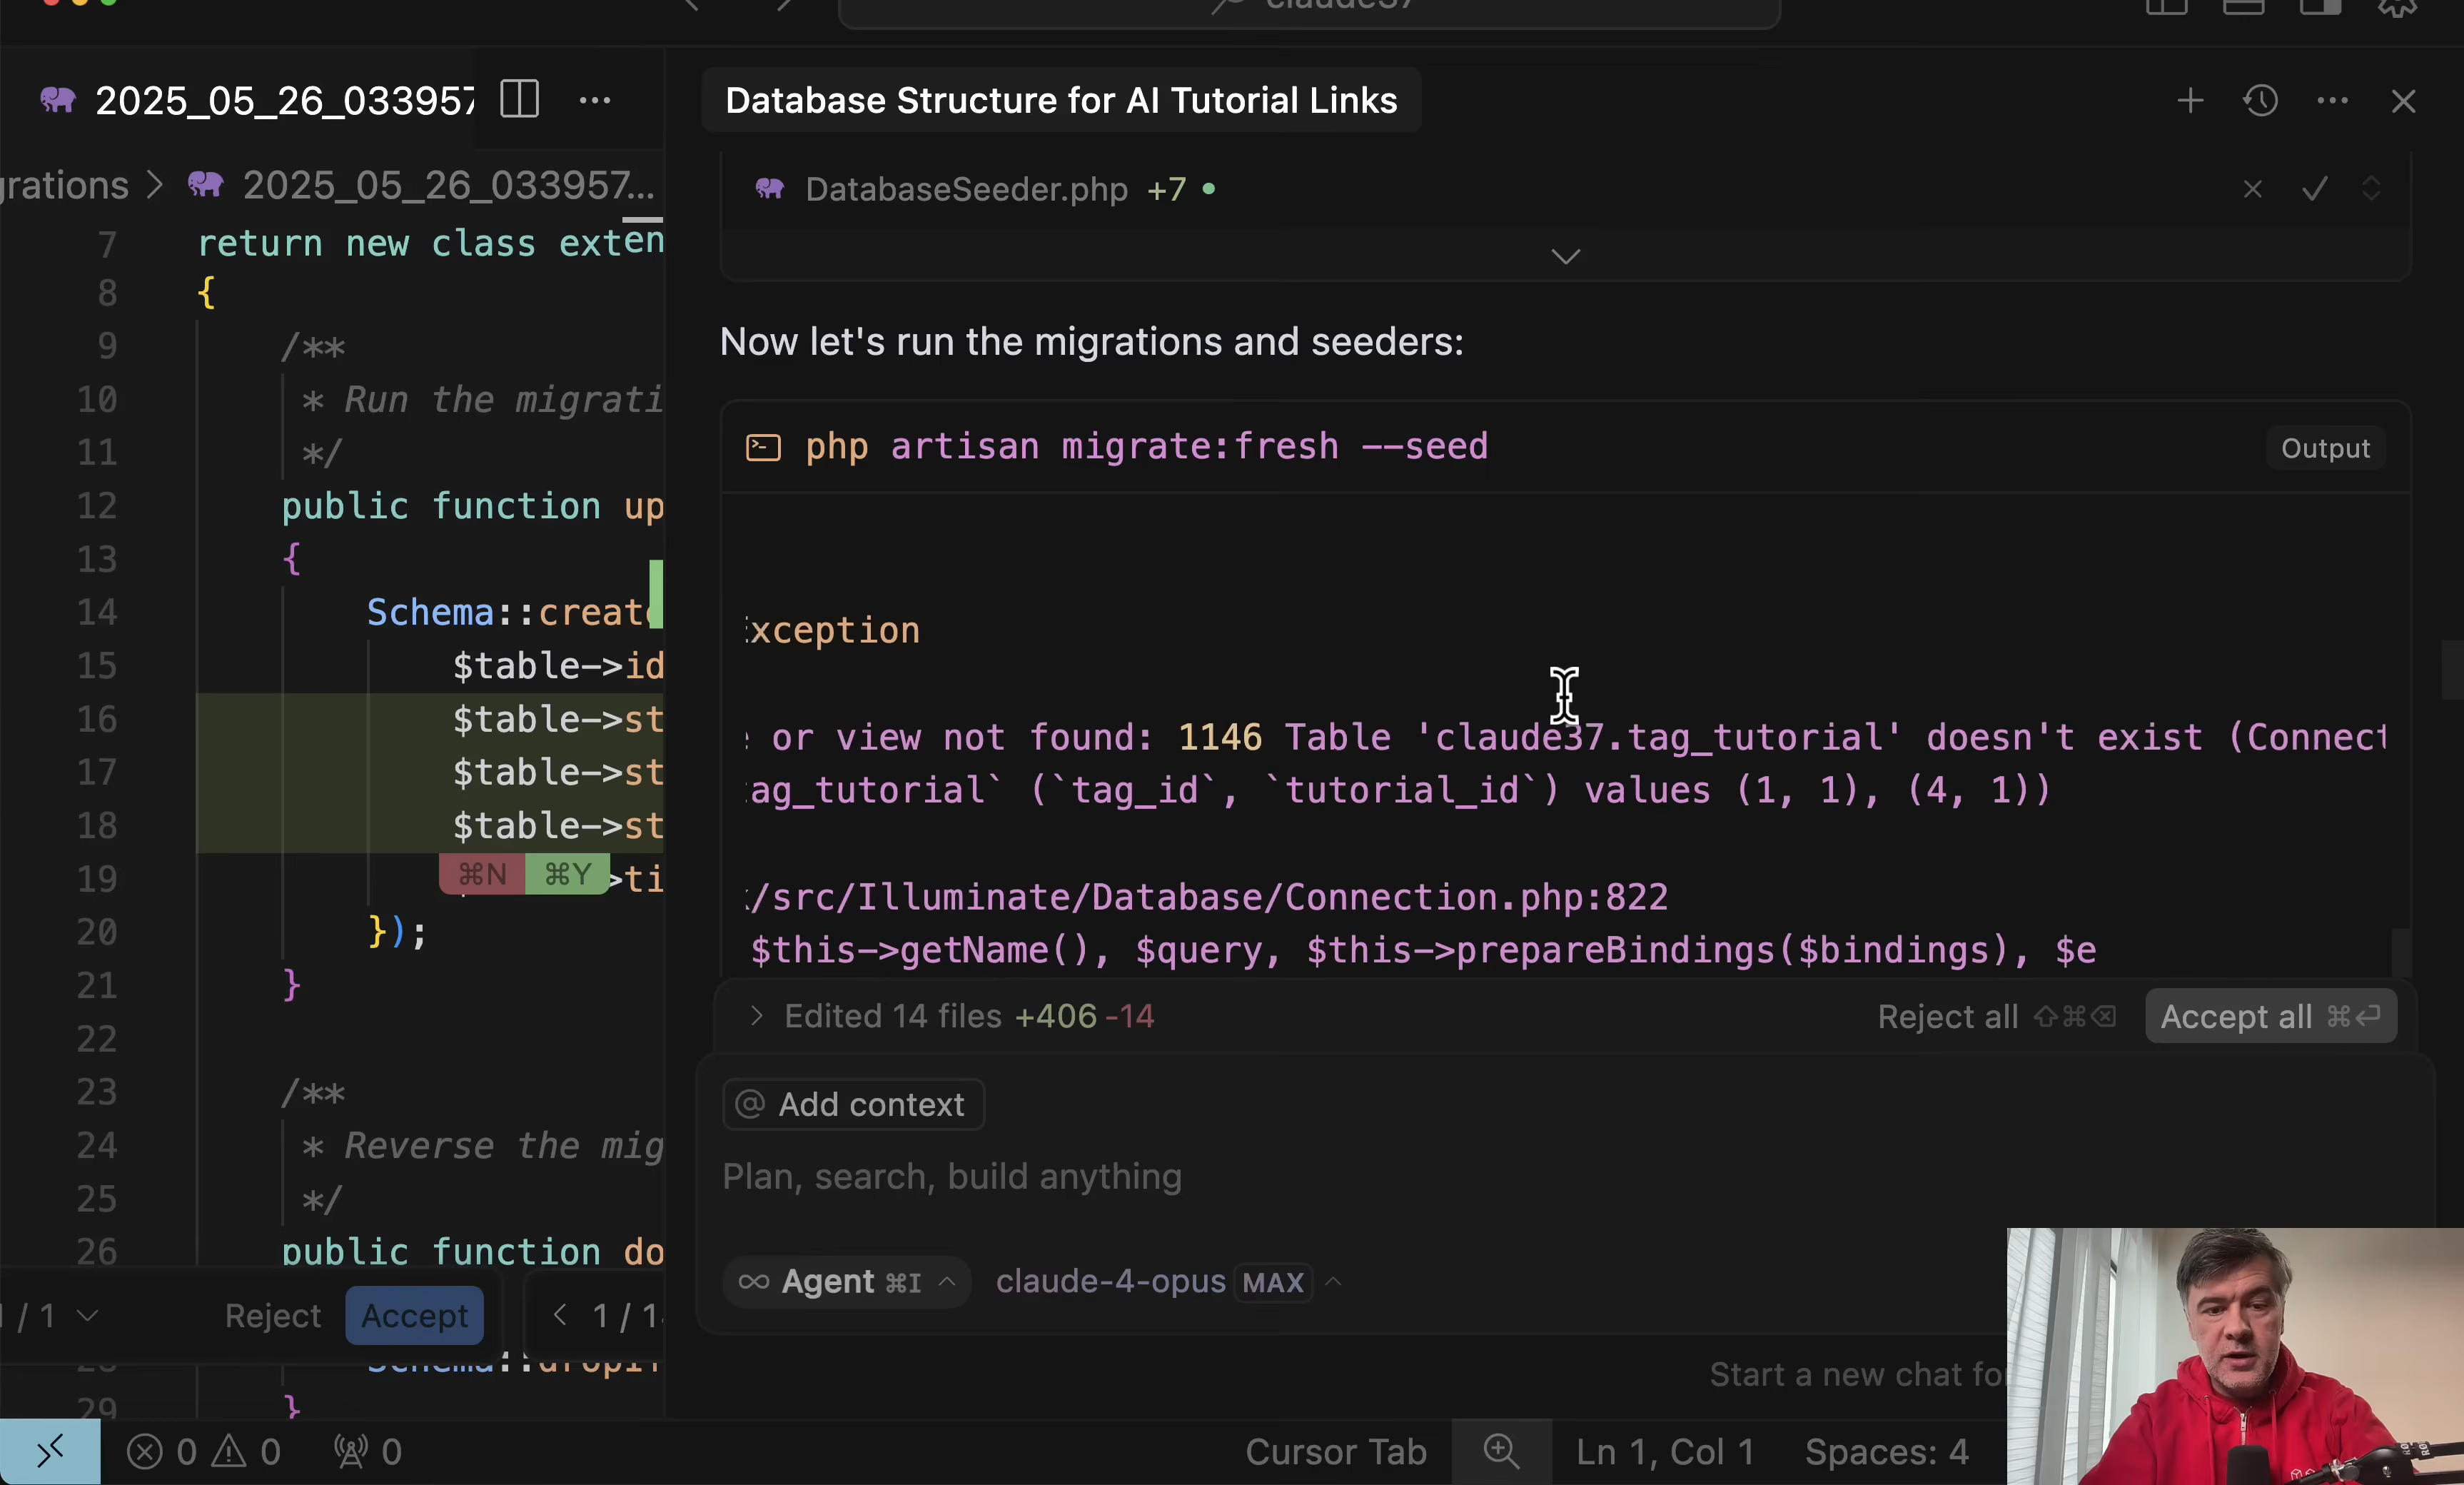 claude37
2025_05_26_033957
Database Structure for AI Tutorial Links
grations > 2025_05_26_033957...
7 return new class exten
8 {
9 /**
10 * Run the migrati
11 */
12 public function up
13 {
14 Schema::create
15 $table->id
16 $table->st
17 $table->st
18 $table->st
19 ⌘N ⌘Y >ti
20 });
21 }
22
23 /**
24 * Reverse the mig
25 */
26 public function do
29 }
1 / 1 Reject Accept < 1 / 1
DatabaseSeeder.php +7
Now let's run the migrations and seeders:
php artisan migrate:fresh --seed
Output
xception
or view not found: 1146 Table 'claude37.tag_tutorial' doesn't exist (Connect
ag_tutorial` (`tag_id`, `tutorial_id`) values (1, 1), (4, 1))
/src/Illuminate/Database/Connection.php:822
$this->getName(), $query, $this->prepareBindings($bindings), $e
> Edited 14 files +406 -14
Reject all ⇧⌘⌫ Accept all ⌘⏎
@ Add context
Plan, search, build anything
∞ Agent ⌘I claude-4-opus MAX
Start a new chat for
0 0 0
Cursor Tab Ln 1, Col 1 Spaces: 4